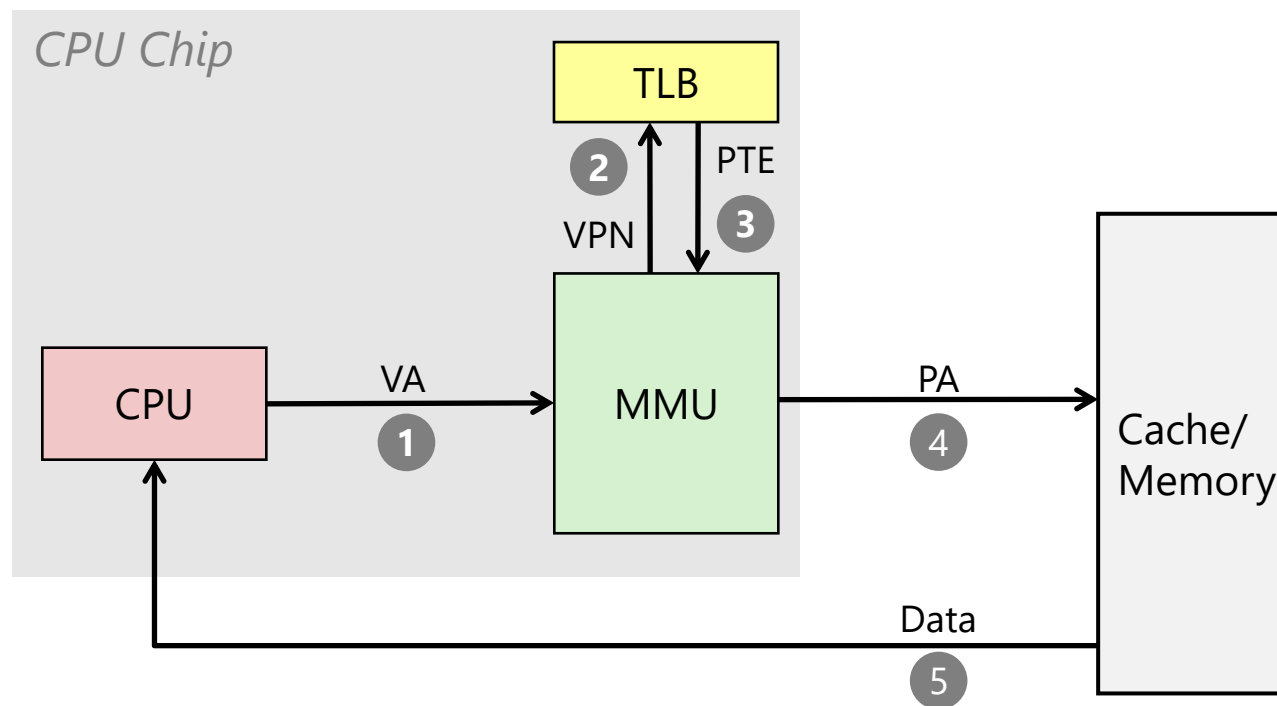 CPU Chip
TLB
2
PTE
VPN
3
CPU
VA
1
MMU
PA
4
Cache/
Memory
Data
5